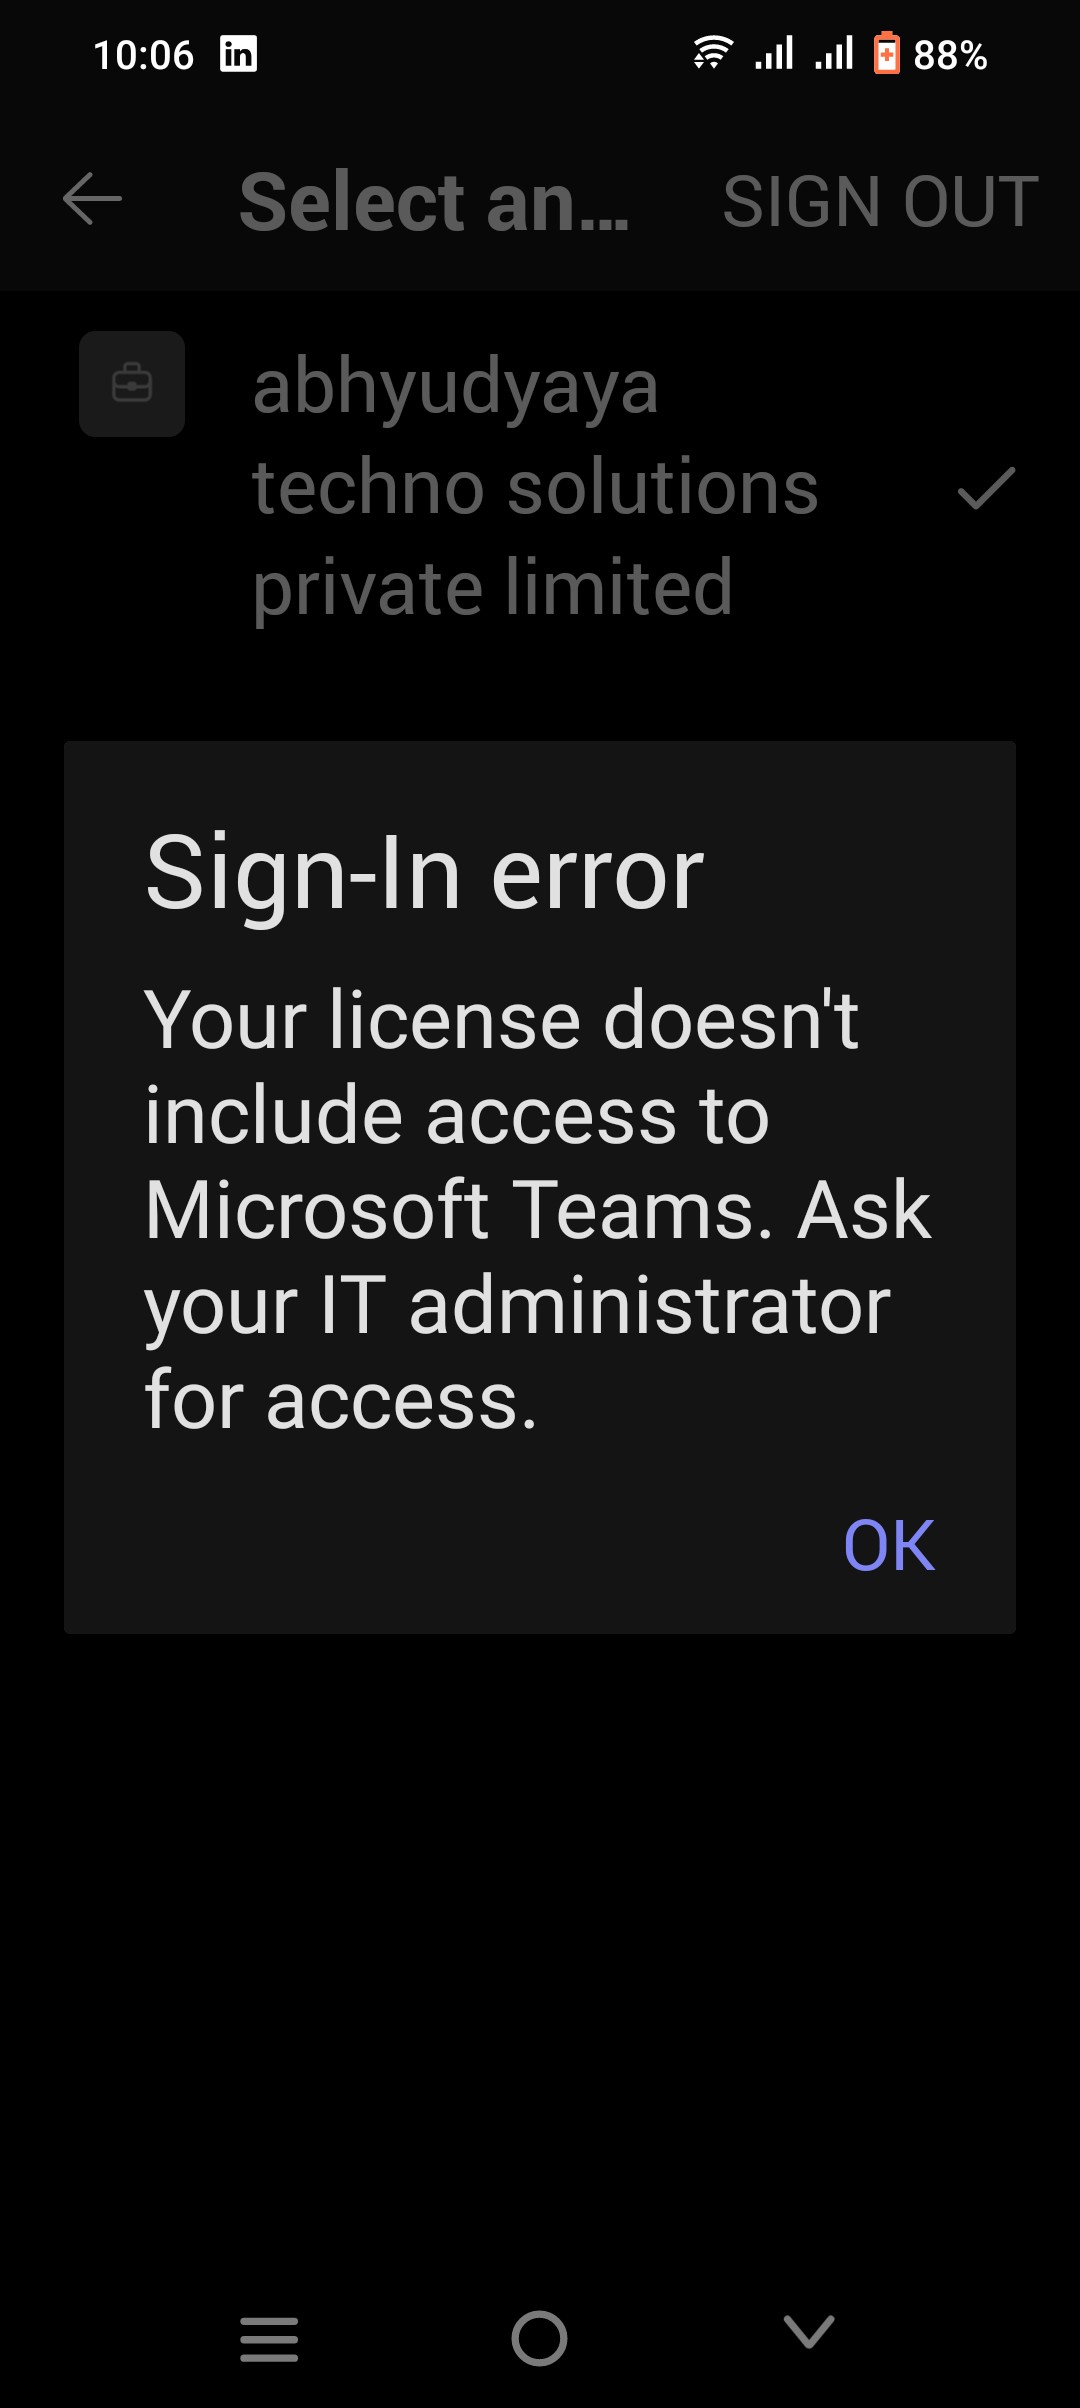 10:06 in 88%
Select an... SIGN OUT
abhyudyaya
techno solutions
private limited
Sign-In error
Your license doesn't
include access to
Microsoft Teams. Ask
your IT administrator
for access.
OK